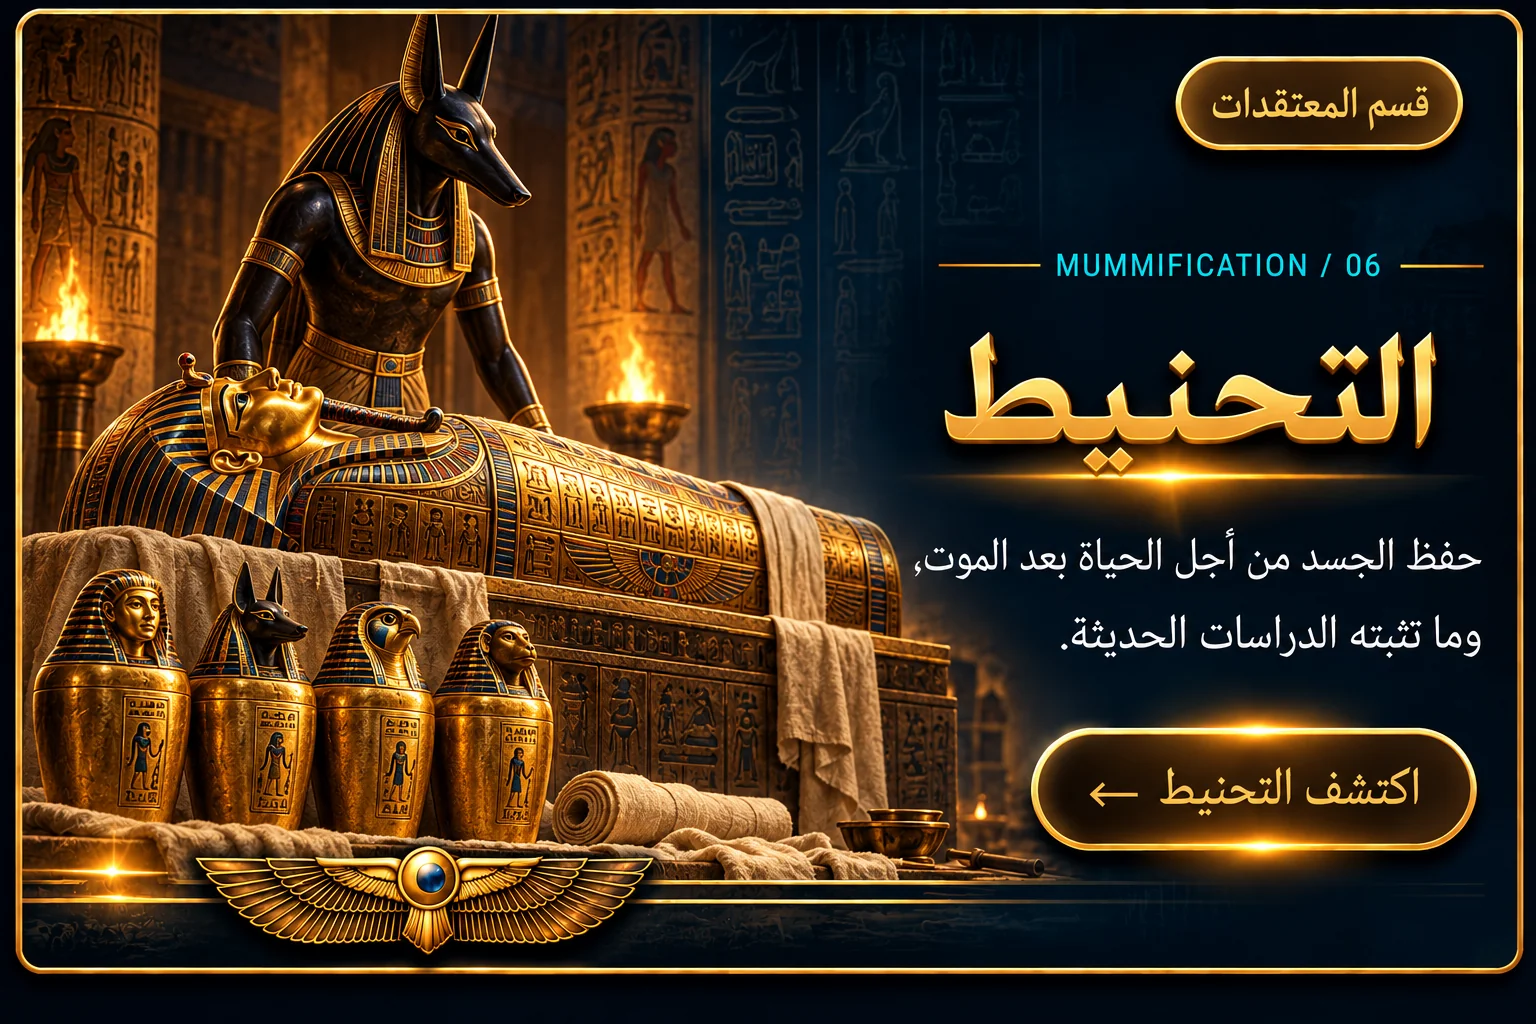 قسم المعتقدات
MUMMIFICATION / 06
التحنيط
حفظ الجسد من أجل الحياة بعد الموت,
وما تثبته الدراسات الحديثة.
اكتشف التحنيط ←